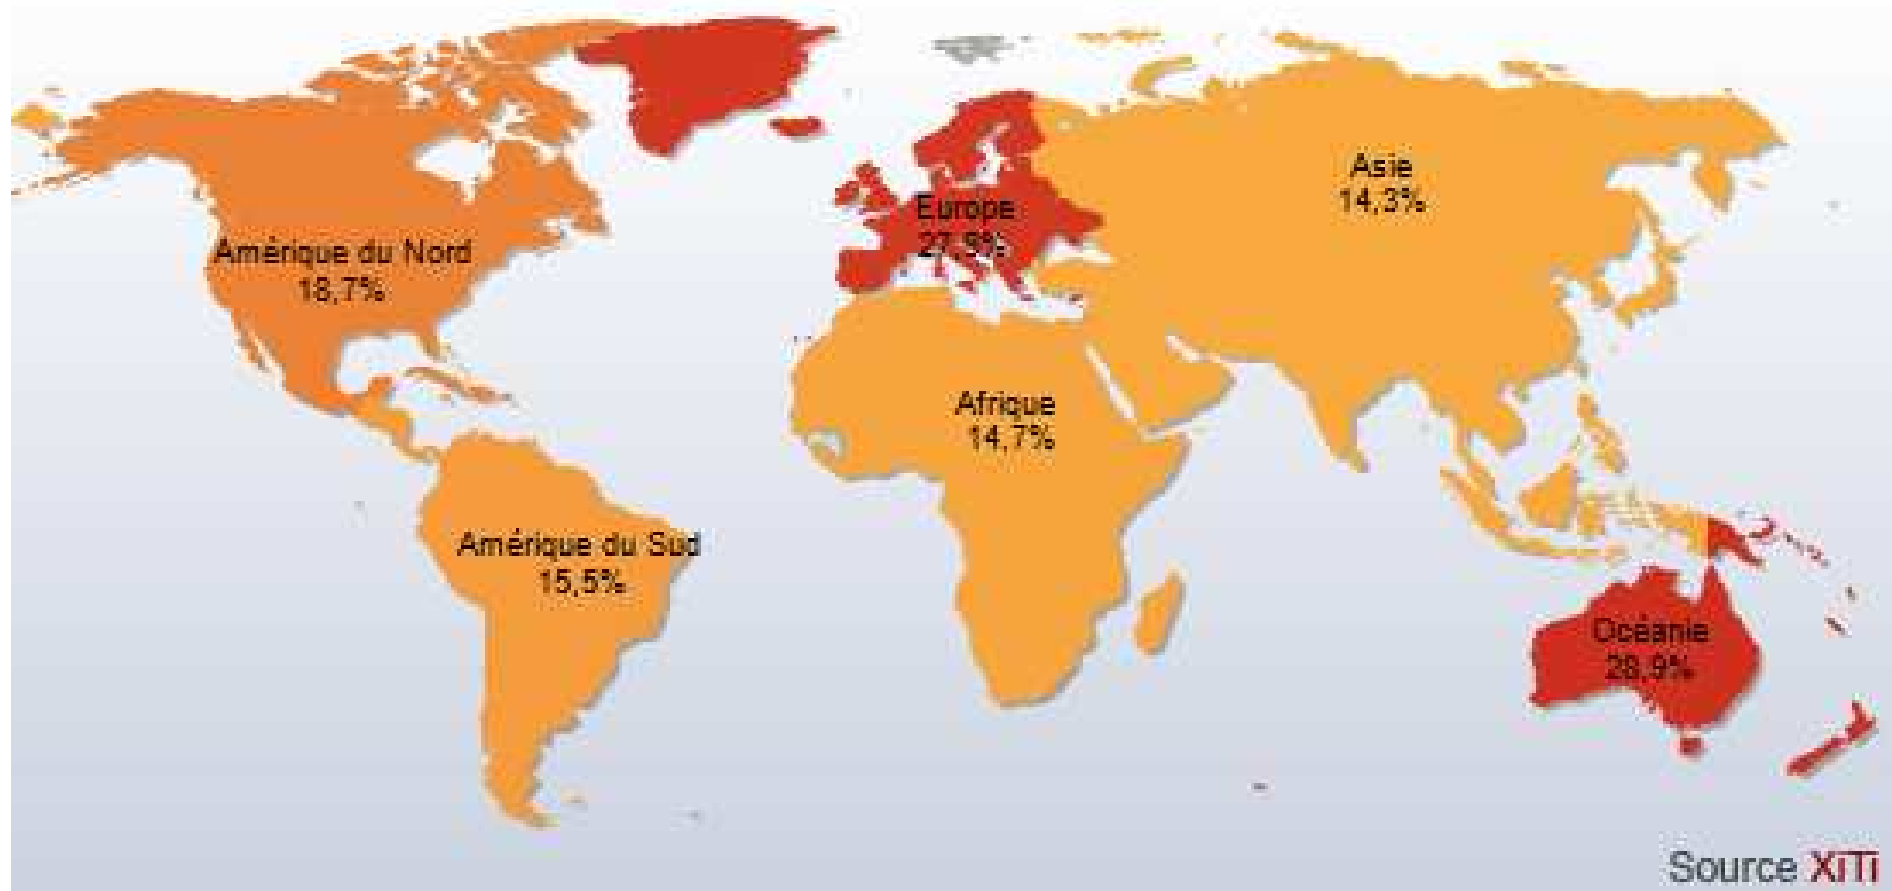 Asie
14,3%
Europe
27,9%
Amérique du Nord
18,7%
Afrique
14,7%
Amérique du Sud
15,5%
Océanie
28,9%
Source XiTi